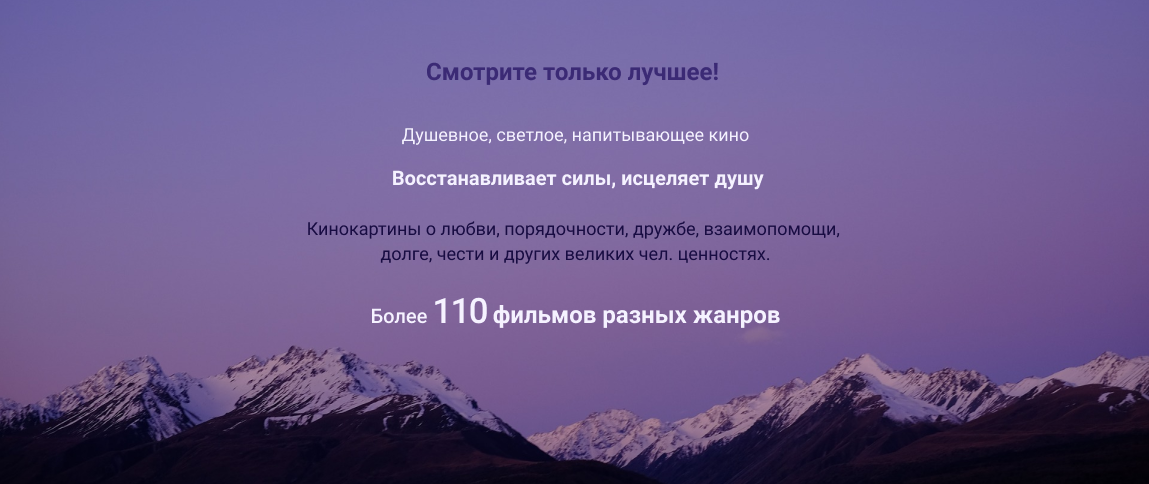 Смотрите только лучшее!
Душевное, светлое, напитывающее кино
Восстанавливает силы, исцеляет душу
Кинокартины о любви, порядочности, дружбе, взаимопомощи,
долге, чести и других великих чел. ценностях.
Более 110 фильмов разных жанров